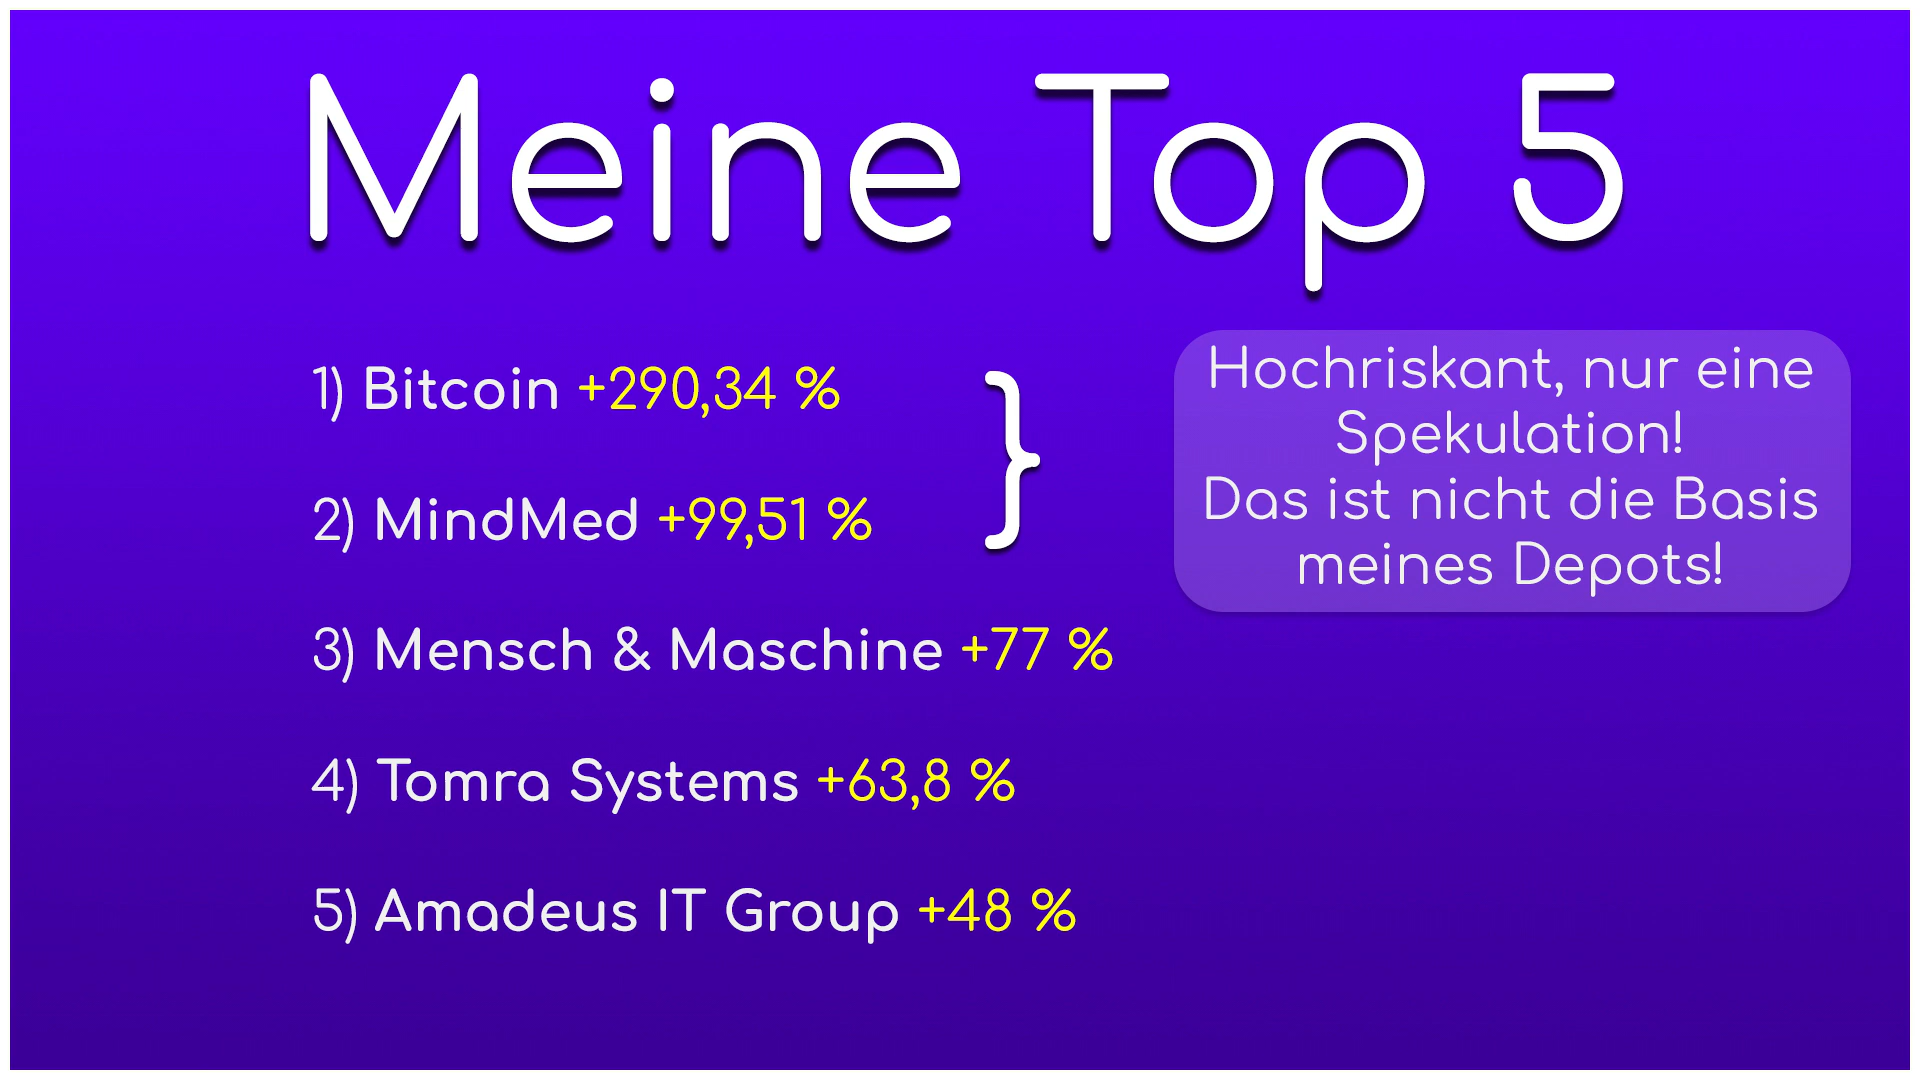 Meine Top 5
1) Bitcoin +290,34 %
2) MindMed +99,51 %
}
Hochriskant, nur eine
Spekulation!
Das ist nicht die Basis
meines Depots!
3) Mensch & Maschine +77 %
4) Tomra Systems +63,8 %
5) Amadeus IT Group +48 %